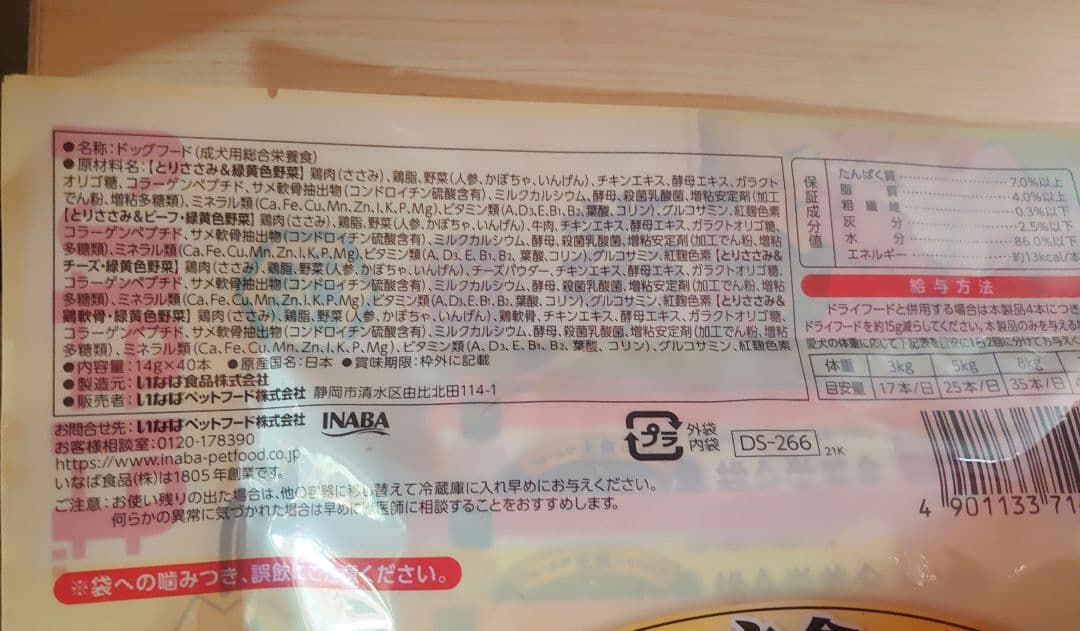 ●名称：ドッグフード（成犬用総合栄養食）
●原材料名：【とりささみ＆緑黄色野菜】鶏肉（ささみ）、鶏脂、野菜（人参、かぼちゃ、いんげん）、チキンエキス、酵母エキス、ガラクト
オリゴ糖、コラーゲンペプチド、サメ軟骨抽出物（コンドロイチン硫酸含有）、ミルクカルシウム、酵母、殺菌乳酸菌、増粘安定剤（加工
でん粉、増粘多糖類）、ミネラル類（Ca,Fe,Cu,Mn,Zn,I,K,P,Mg）、ビタミン類（A,D3,E,B1,B2,葉酸,コリン）、グルコサミン、紅麹色素
【とりささみ＆ビーフ・緑黄色野菜】鶏肉（ささみ）、鶏脂、野菜（人参、かぼちゃ、いんげん）、牛肉、チキンエキス、酵母エキス、ガラクトオリゴ糖、
コラーゲンペプチド、サメ軟骨抽出物（コンドロイチン硫酸含有）、ミルクカルシウム、酵母、殺菌乳酸菌、増粘安定剤（加工でん粉、増粘
多糖類）、ミネラル類（Ca,Fe,Cu,Mn,Zn,I,K,P,Mg）、ビタミン類（A,D3,E,B1,B2,葉酸,コリン）、グルコサミン、紅麹色素【とりささみ＆
チーズ・緑黄色野菜】鶏肉（ささみ）、鶏脂、野菜（人参、かぼちゃ、いんげん）、チーズパウダー、チキンエキス、酵母エキス、ガラクトオリゴ糖、
コラーゲンペプチド、サメ軟骨抽出物（コンドロイチン硫酸含有）、ミルクカルシウム、酵母、殺菌乳酸菌、増粘安定剤（加工でん粉、増粘多
糖類）、ミネラル類（Ca,Fe,Cu,Mn,Zn,I,K,P,Mg）、ビタミン類（A,D3,E,B1,B2,葉酸,コリン）、グルコサミン、紅麹色素【とりささみ＆
鶏軟骨・緑黄色野菜】鶏肉（ささみ）、鶏脂、野菜（人参、かぼちゃ、いんげん）、鶏軟骨、チキンエキス、酵母エキス、ガラクトオリゴ糖、
コラーゲンペプチド、サメ軟骨抽出物（コンドロイチン硫酸含有）、ミルクカルシウム、酵母、殺菌乳酸菌、増粘安定剤（加工でん粉、増粘
多糖類）、ミネラル類（Ca,Fe,Cu,Mn,Zn,I,K,P,Mg）、ビタミン類（A、D3、E、B1、B2、葉酸、コリン）、グルコサミン、紅麹色素
●内容量：14g×40本 ●原産国名：日本 ●賞味期限：枠外に記載
●製造元：いなば食品株式会社
●販売者：いなばペットフード株式会社 静岡市清水区由比北田114-1
お問合せ先：いなばペットフード株式会社 INABA
お客様相談室：0120-178390
https://www.inaba-petfood.co.jp
いなば食品(株)は1805年創業です。
ご注意：お使い残りの出た場合は、他の容器に移し替えて冷蔵庫に入れ早めにお与えください。
何らかの異常に気づかれた場合は早めに獣医師に相談することをおすすめします。
※袋への噛みつき、誤飲にご注意ください。
プラ 外袋
内袋
DS-266
21K
保証成分値
たんぱく質 7.0%以上
脂質 4.0%以上
粗繊維 0.3%以下
灰分 2.5%以下
水分 86.0%以下
エネルギー 約13kcal/本
給与方法
ドライフードと併用する場合は本製品4本につき
ドライフードを約15g減らしてください。本製品のみを与える
愛犬の体重に応じて下記表を目安に1日2回に分けてお与えく
体重 3kg 5kg 8kg
目安量 17本/日 25本/日 35本/日
4 901133 71